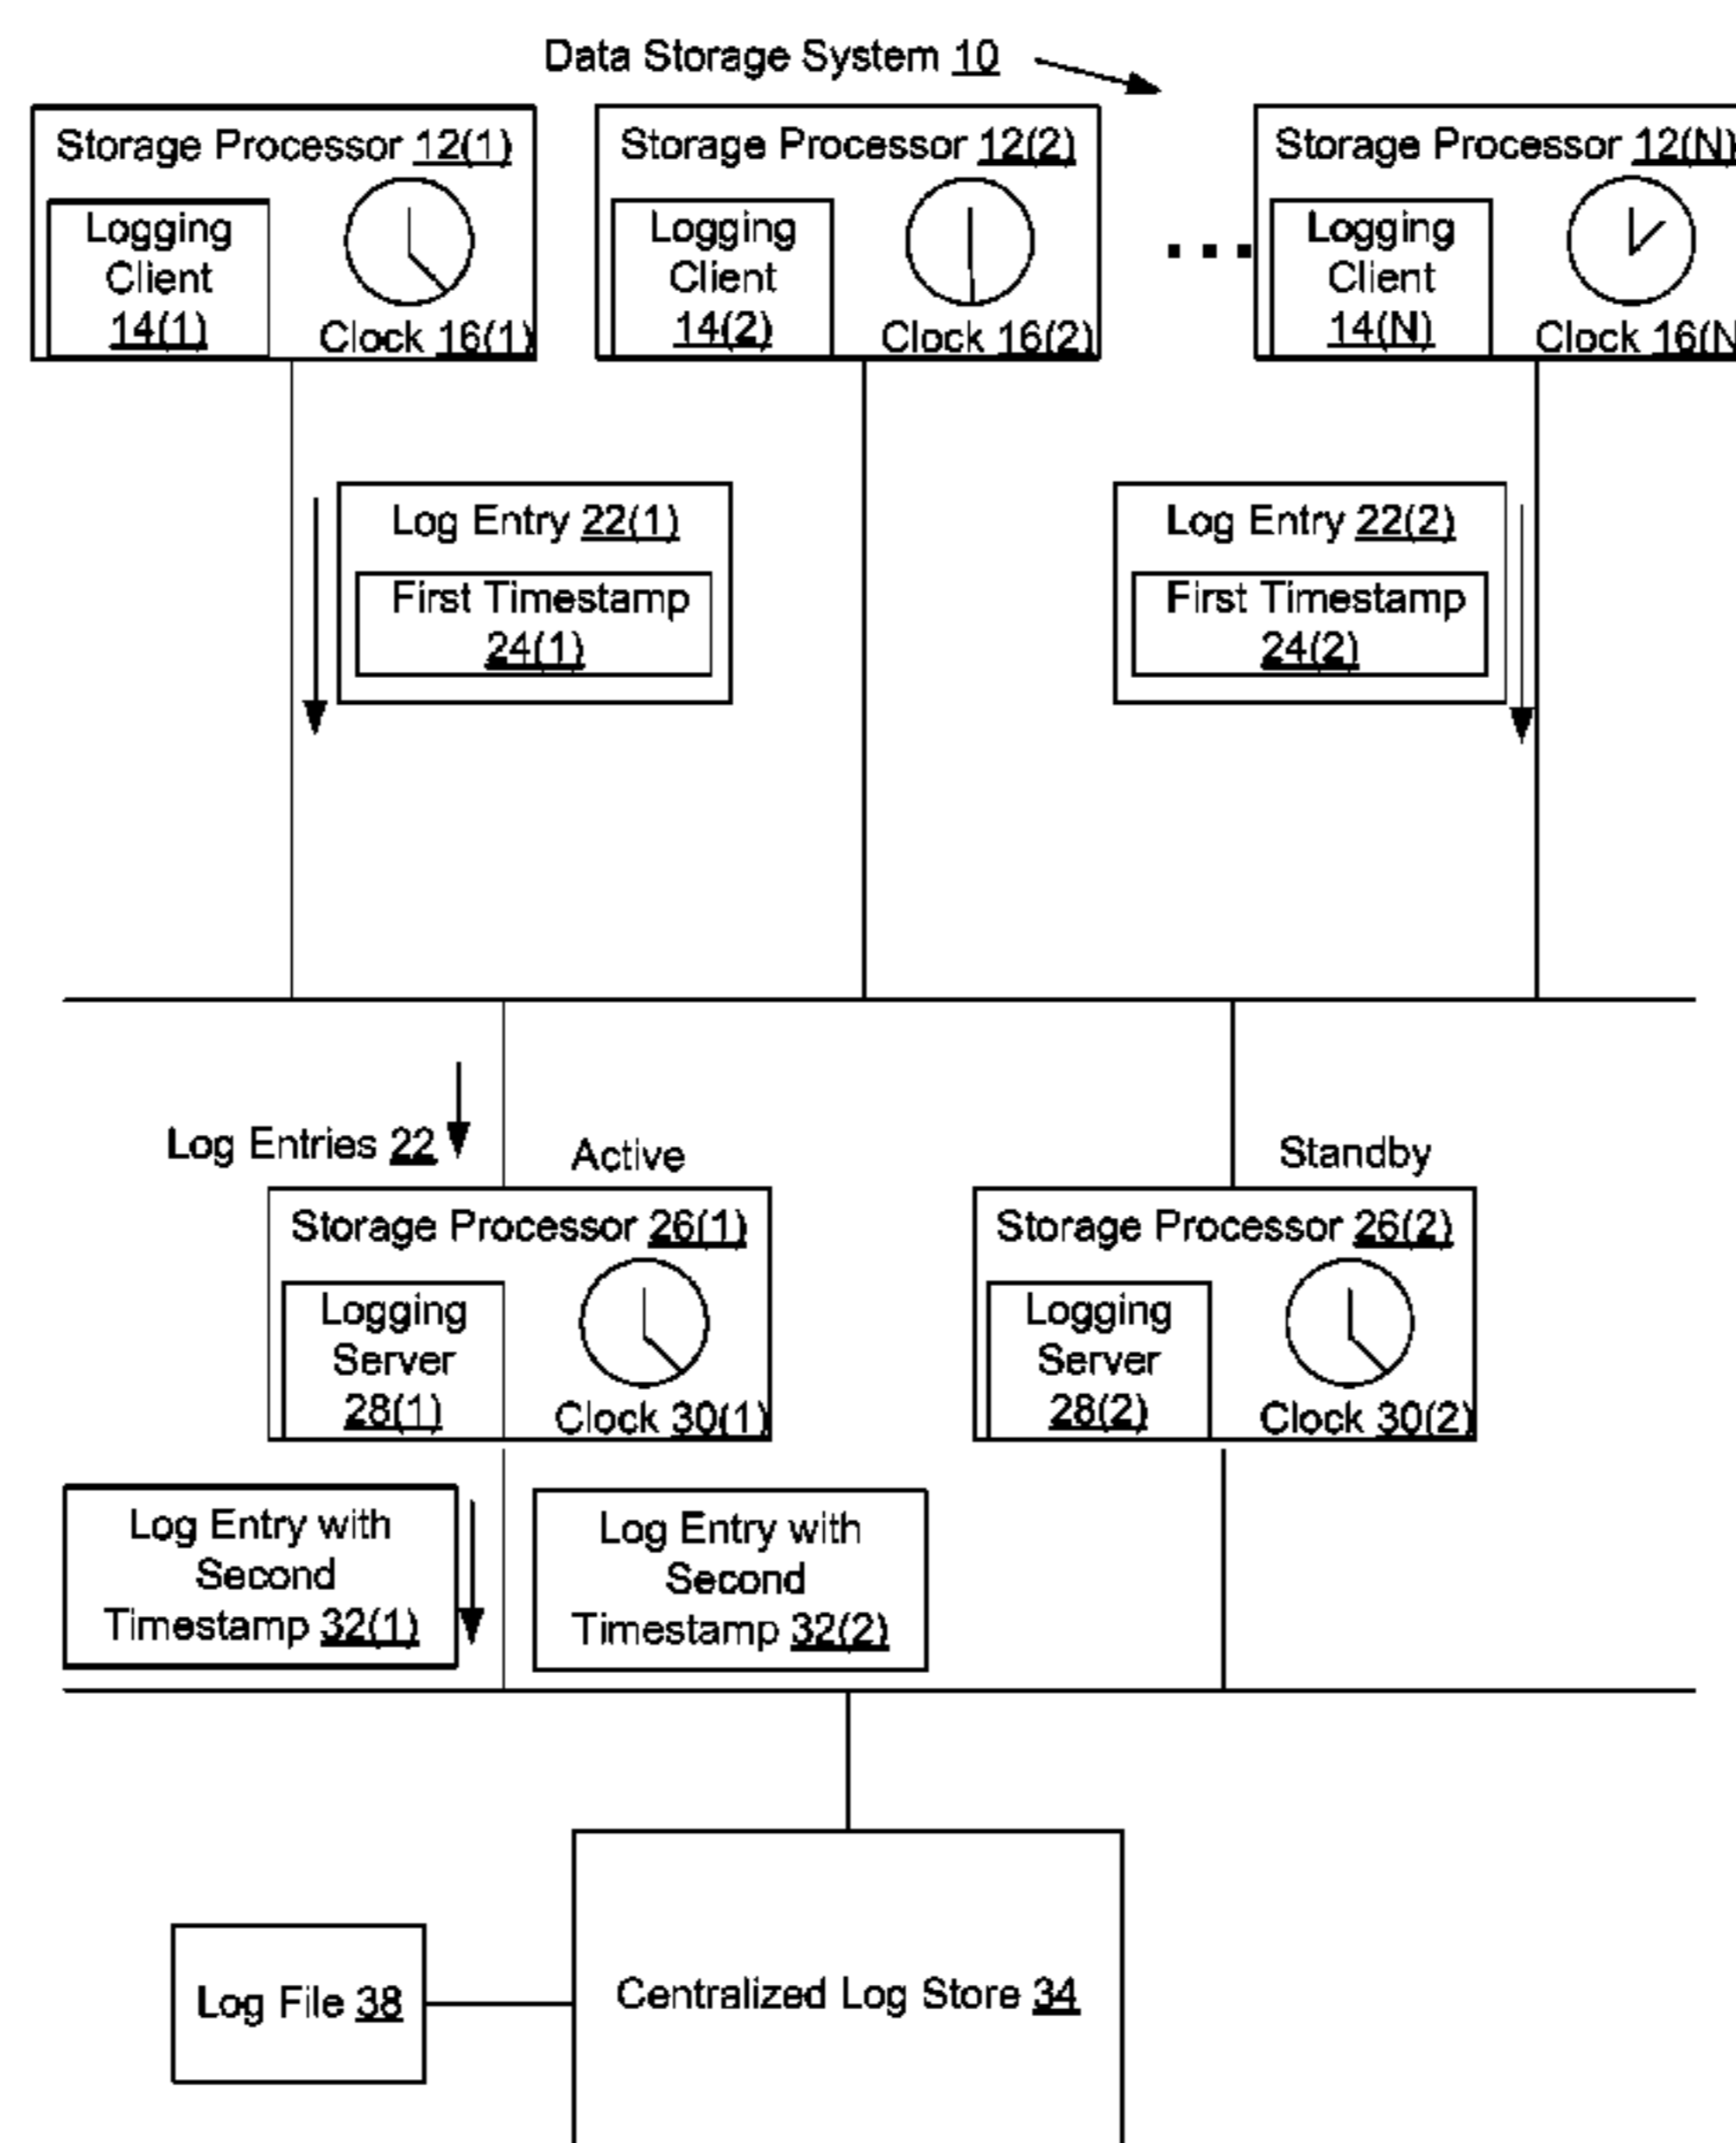 Data Storage System 10
Storage Processor 12(1)
Logging
Client
14(1)
Clock 16(1)
Storage Processor 12(2)
Logging
Client
14(2)
Clock 16(2)
...
Storage Processor 12(N)
Logging
Client
14(N)
Clock 16(N
Log Entry 22(1)
First Timestamp
24(1)
Log Entry 22(2)
First Timestamp
24(2)
Log Entries 22
Active
Standby
Storage Processor 26(1)
Logging
Server
28(1)
Clock 30(1)
Storage Processor 26(2)
Logging
Server
28(2)
Clock 30(2)
Log Entry with
Second
Timestamp 32(1)
Log Entry with
Second
Timestamp 32(2)
Log File 38
Centralized Log Store 34